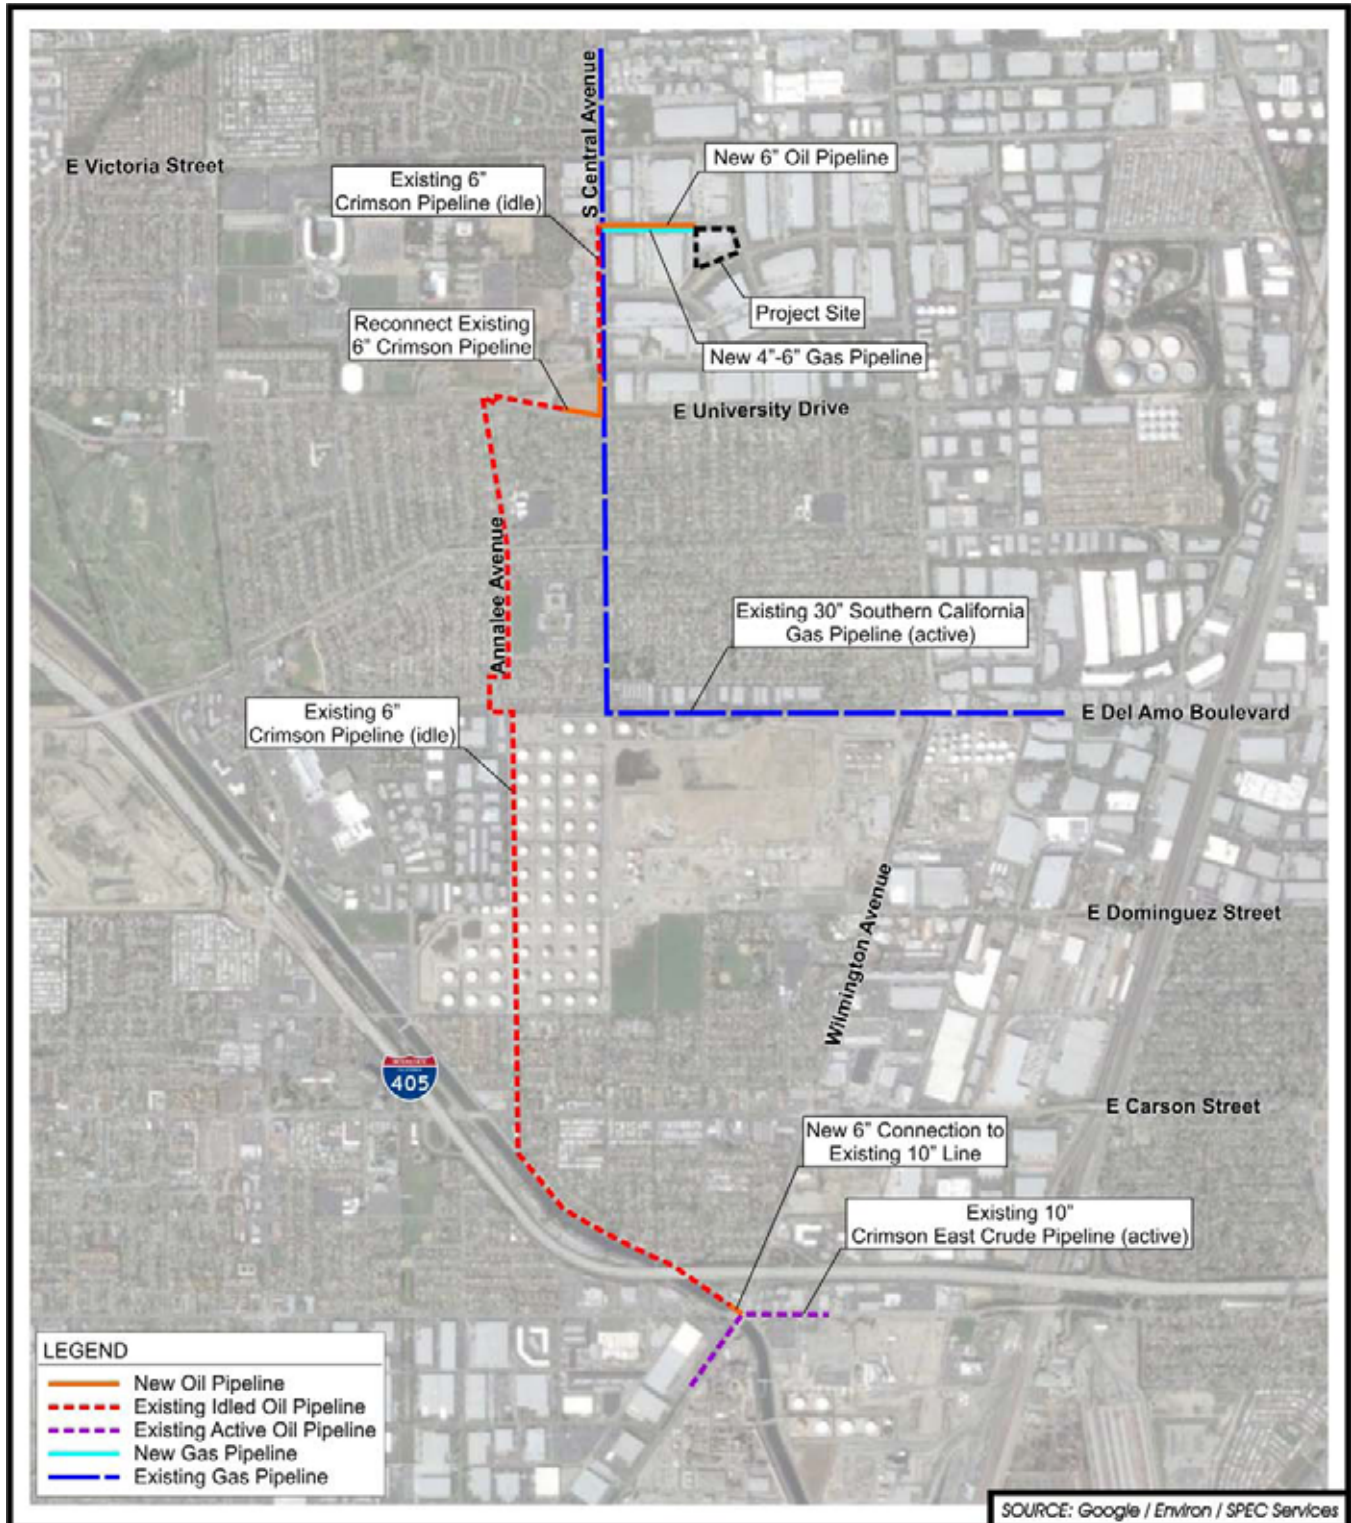 S Central Avenue
E Victoria Street
New 6” Oil Pipeline
Existing 6”
Crimson Pipeline (idle)
Project Site
Reconnect Existing
6” Crimson Pipeline
New 4”-6” Gas Pipeline
E University Drive
Annalee Avenue
Existing 30” Southern California
Gas Pipeline (active)
Existing 6”
Crimson Pipeline (idle)
E Del Amo Boulevard
Wilmington Avenue
E Dominguez Street
405
E Carson Street
New 6” Connection to
Existing 10” Line
Existing 10”
Crimson East Crude Pipeline (active)
LEGEND
New Oil Pipeline
Existing Idled Oil Pipeline
Existing Active Oil Pipeline
New Gas Pipeline
Existing Gas Pipeline
SOURCE: Google / Environ / SPEC Services